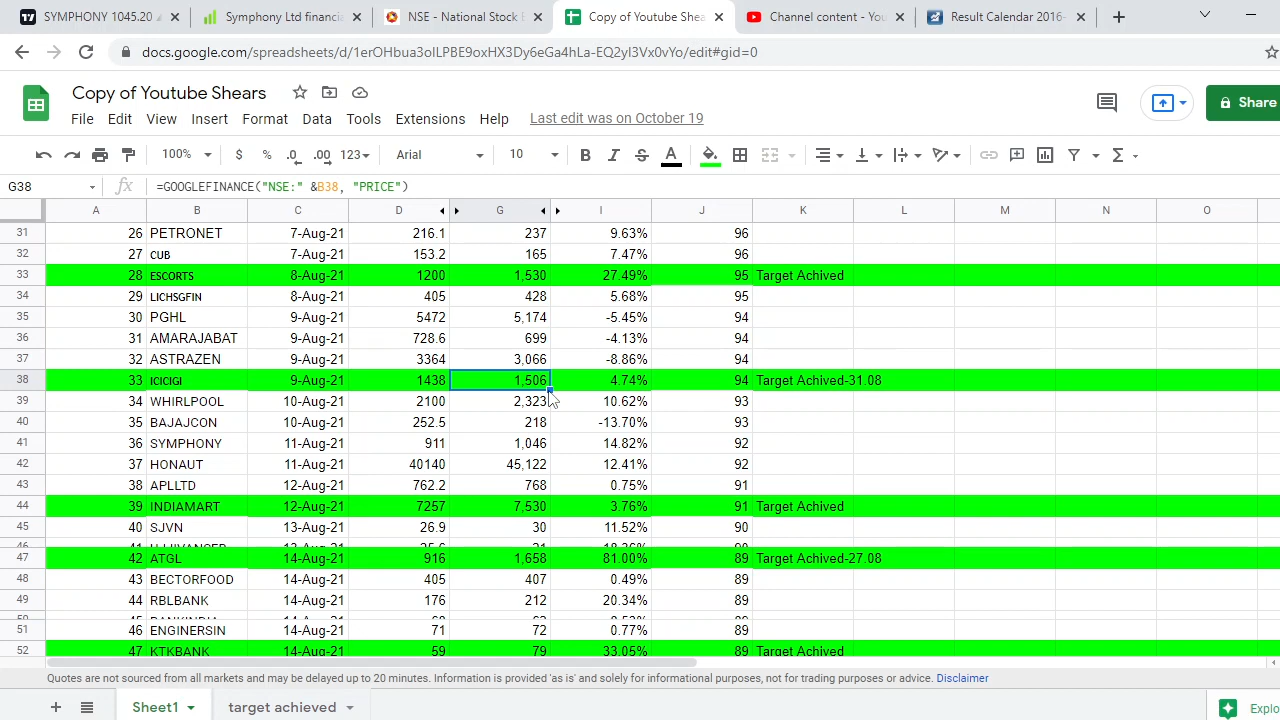 YMPHONY 1045.20
Symphony Ltd financia
NSE - National Stock
Copy of Youtube Shea
Channel content - You
Result Calendar 2016-
docs.google.com/spreadsheets/d/1erOHbua3oILPBE9oxHX3Dy6eGa4hLa-EQ2yI3Vx0vYo/edit#gid=0
Copy of Youtube Shears
File Edit View Insert Format Data Tools Extension Help Last edit was on October 19
Share
100% $ % .0 .00 123 Arial 10 B I S A
G38 fx =GOOGLEFINANCE("NSE:" &B38, "PRICE")
A B C D G I J K L M N O
31 26 PETRONET 7-Aug-21 216.1 237 9.63% 96
32 27 CUB 7-Aug-21 153.2 165 7.47% 96
33 28 ESCORTS 8-Aug-21 1200 1,530 27.49% 95 Target Achived
34 29 LICHSGFIN 8-Aug-21 405 428 5.68% 95
35 30 PGHL 9-Aug-21 5472 5,174 -5.45% 94
36 31 AMARAJABAT 9-Aug-21 728.6 699 -4.13% 94
37 32 ASTRAZEN 9-Aug-21 3364 3,066 -8.86% 94
38 33 ICICIGI 9-Aug-21 1438 1,506 4.74% 94 Target Achived-31.08
39 34 WHIRLPOOL 10-Aug-21 2100 2,323 10.62% 93
40 35 BAJAJCON 10-Aug-21 252.5 218 -13.70% 93
41 36 SYMPHONY 11-Aug-21 911 1,046 14.82% 92
42 37 HONAUT 11-Aug-21 40140 45,122 12.41% 92
43 38 APLLTD 12-Aug-21 762.2 768 0.75% 91
44 39 INDIAMART 12-Aug-21 7257 7,530 3.76% 91 Target Achived
45 40 SJVN 13-Aug-21 26.9 30 11.52% 90
47 42 ATGL 14-Aug-21 916 1,658 81.00% 89 Target Achived-27.08
48 43 BECTORFOOD 14-Aug-21 405 407 0.49% 89
49 44 RBLBANK 14-Aug-21 176 212 20.34% 89
51 46 ENGINERSIN 14-Aug-21 71 72 0.77% 89
52 47 KTKBANK 14-Aug-21 59 79 33.05% 89 Target Achived
Quotes are not sourced from all markets and may be delayed up to 20 minutes. Information is provided 'as is' and solely for informational purposes, not for trading purposes or advice. Disclaimer
Sheet1 target achieved Explo